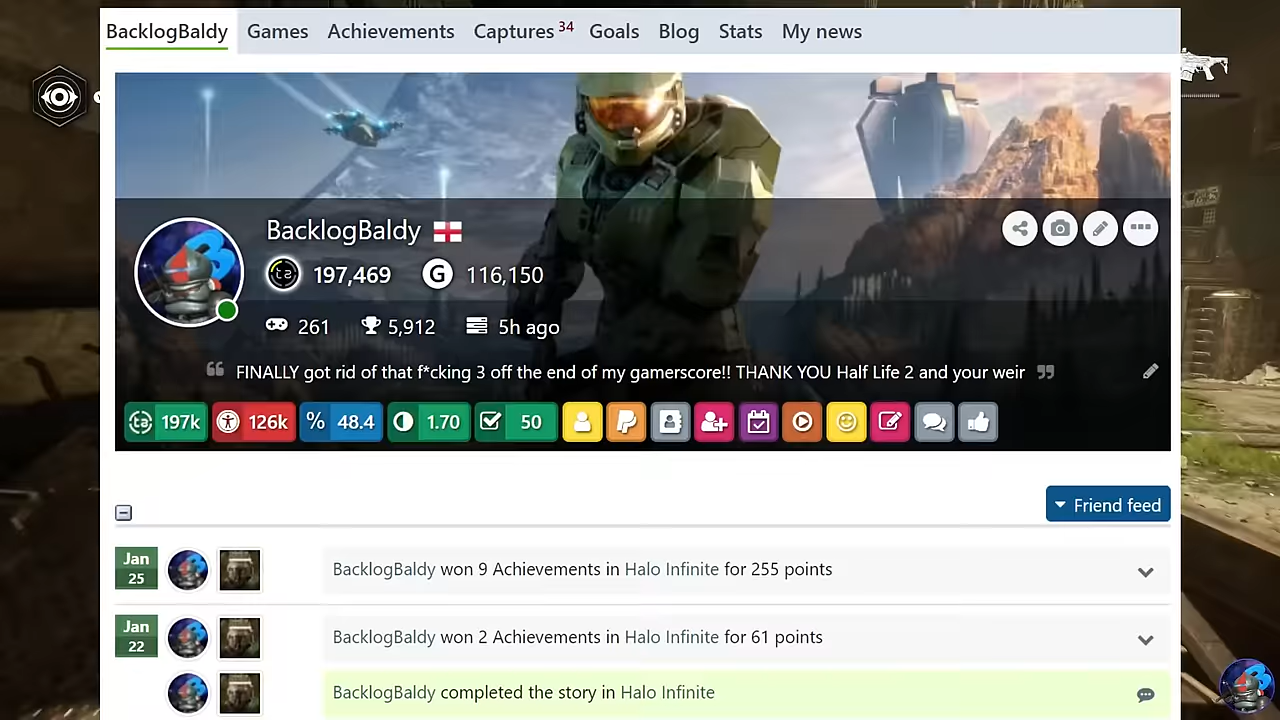 BacklogBaldy Games Achievements Captures 34 Goals Blog Stats My news
BacklogBaldy
ta 197,469 G 116,150
261 5,912 5h ago
“ FINALLY got rid of that f*cking 3 off the end of my gamerscore!! THANK YOU Half Life 2 and your weir ”
ta 197k 126k % 48.4 1.70 50
Friend feed
Jan
25
BacklogBaldy won 9 Achievements in Halo Infinite for 255 points
Jan
22
BacklogBaldy won 2 Achievements in Halo Infinite for 61 points
BacklogBaldy completed the story in Halo Infinite